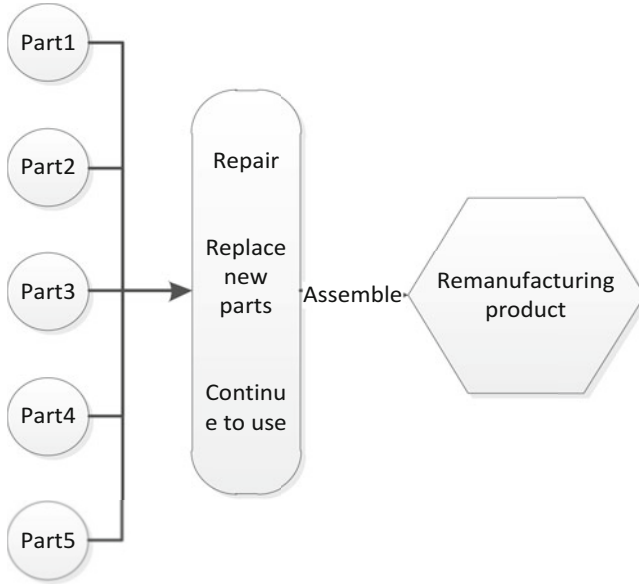 Part1
Part2
Part3
Part4
Part5
Repair
Replace
new
parts
Continu
e to use
Assemble
Remanufacturing
product